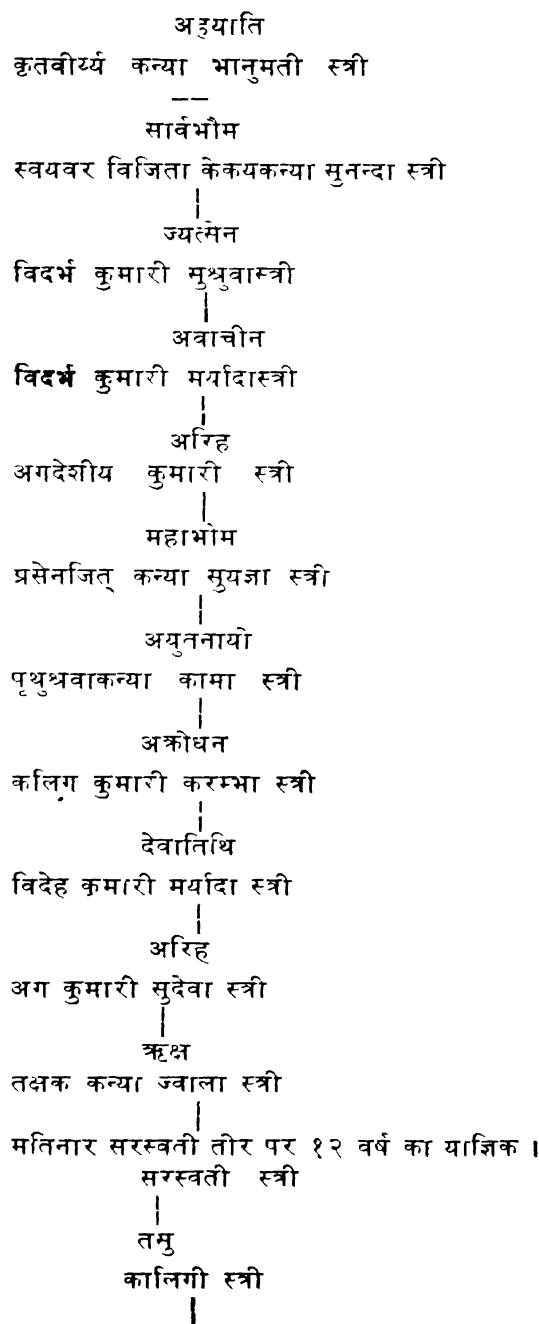 अहयाति
कृतवीर्य्य कन्या भानुमती स्त्री
सार्वभौम
स्वयवर विजिता केकयकन्या सुनन्दा स्त्री
ज्यत्सेन
विदर्भ कुमारी सुश्रुवास्त्री
अवाचीन
विदर्भ कुमारी मर्यादास्त्री
अरिह
अगदेशीय कुमारी स्त्री
महाभोम
प्रसेनजित् कन्या सुयज्ञा स्त्री
अयुतनायो
पृथुश्रवाकन्या कामा स्त्री
अक्रोधन
कलिग कुमारी करम्भा स्त्री
देवातिथि
विदेह कुमारी मर्यादा स्त्री
अरिह
अग कुमारी सुदेवा स्त्री
ऋक्ष
तक्षक कन्या ज्वाला स्त्री
मतिनार सरस्वती तोर पर १२ वर्ष का याज्ञिक ।
सरस्वती स्त्री
तमु
कालिगी स्त्री